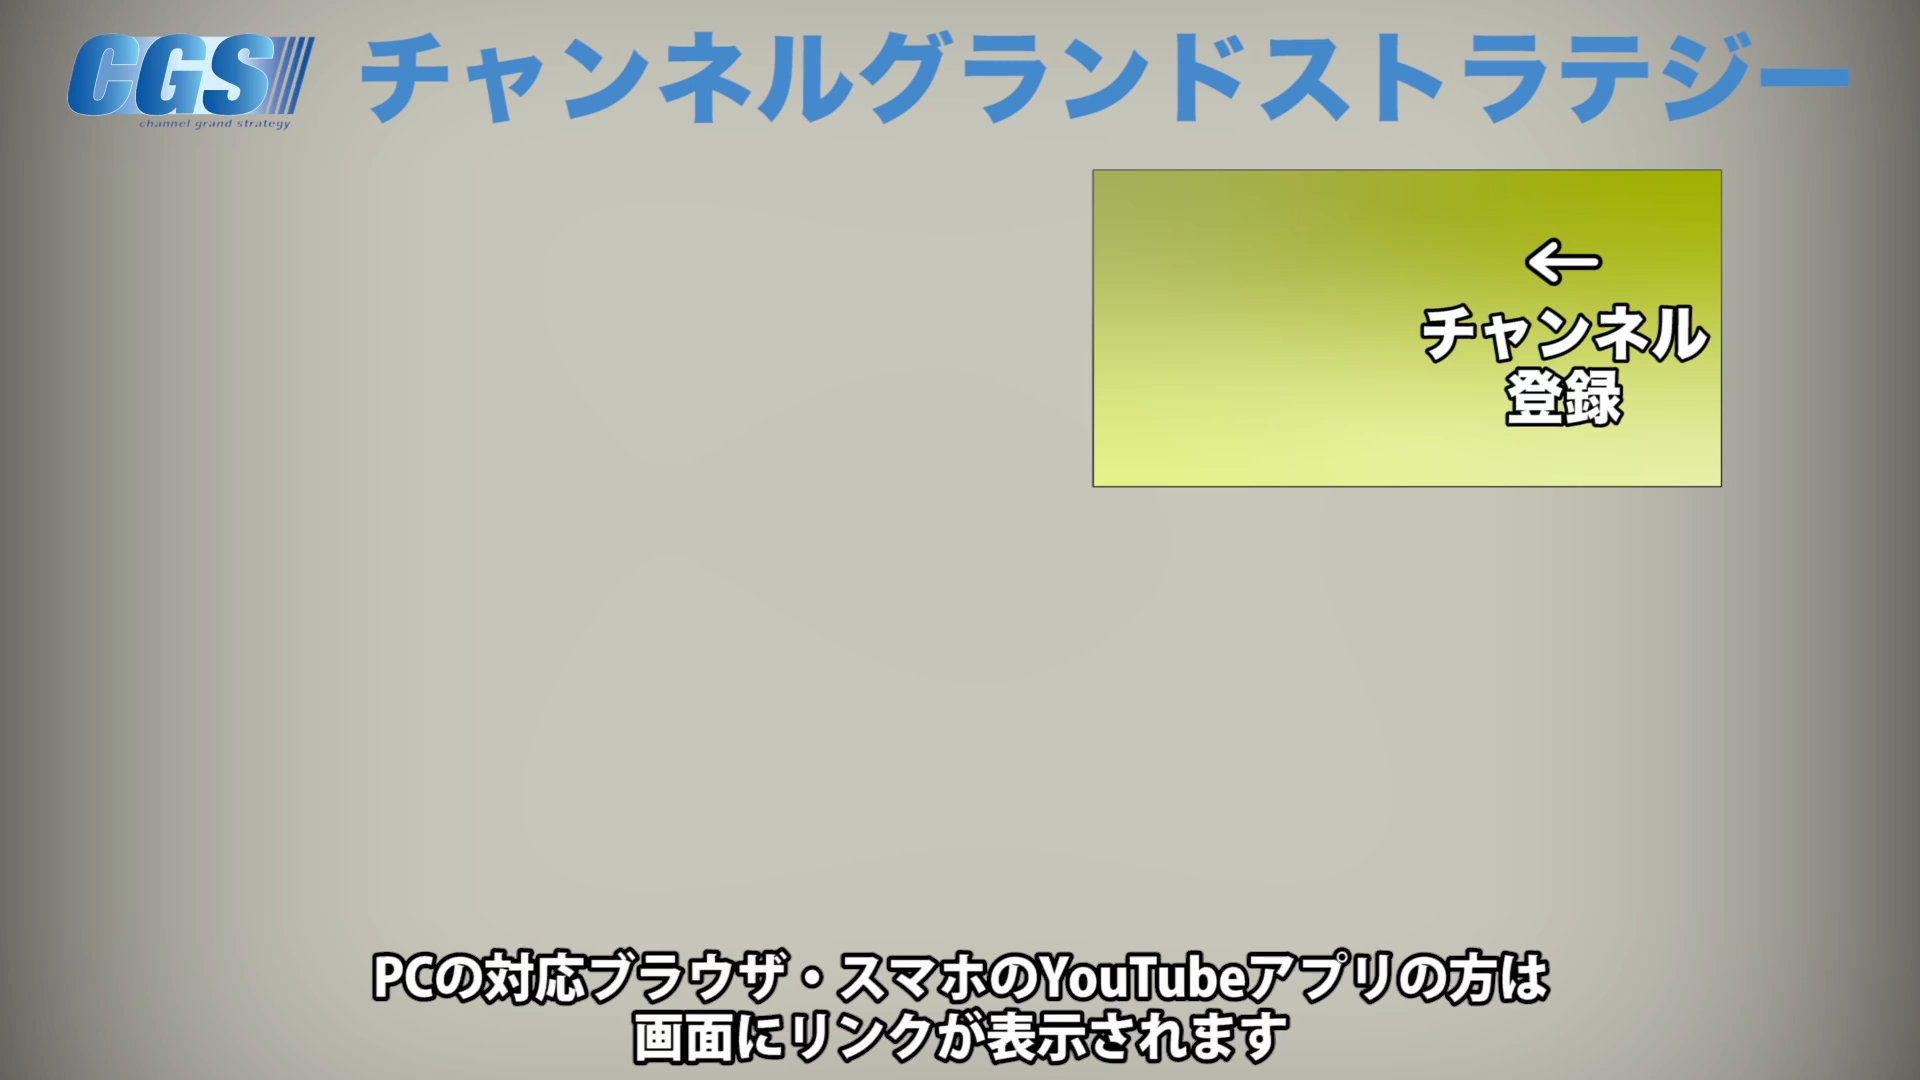 CGS
channel grand strategy
チャンネルグランドストラテジー
←
チャンネル
登録
PCの対応ブラウザ・スマホのYouTubeアプリの方は
画面にリンクが表示されます